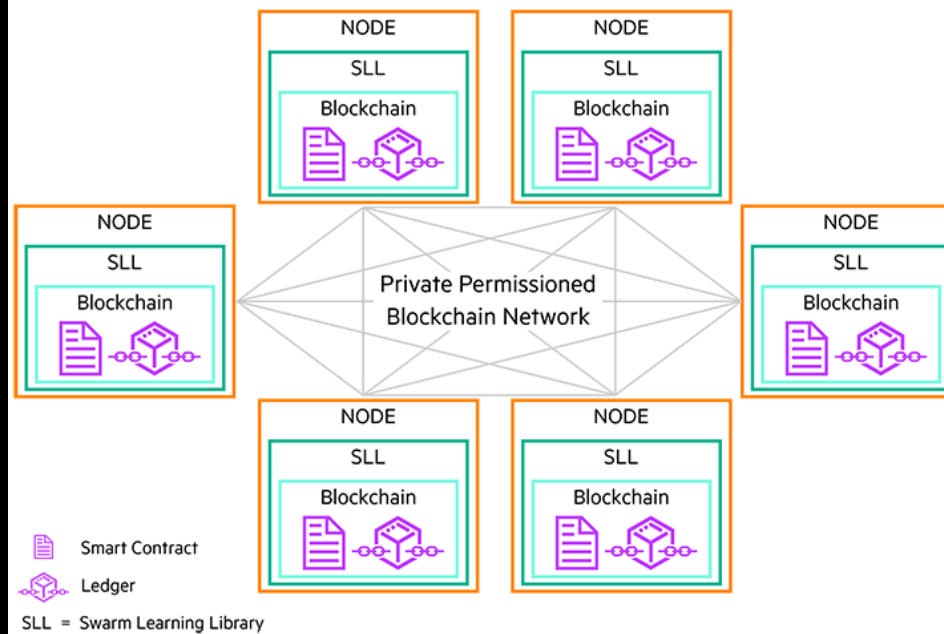 NODE
SLL
Blockchain
NODE
SLL
Blockchain
NODE
SLL
Blockchain
Private Permissioned
Blockchain Network
NODE
SLL
Blockchain
NODE
SLL
Blockchain
NODE
SLL
Blockchain
Smart Contract
Ledger
SLL = Swarm Learning Library